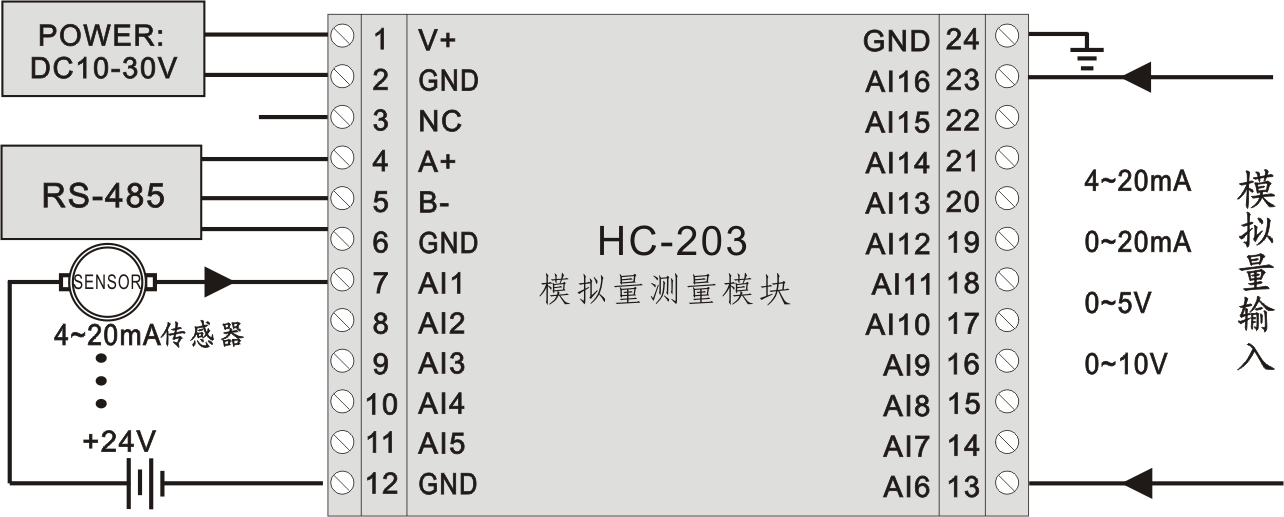 POWER:
DC10-30V
RS-485
SENSOR
4~20mA传感器
+24V
1 V+
2 GND
3 NC
4 A+
5 B-
6 GND
7 AI1
8 AI2
9 AI3
10 AI4
11 AI5
12 GND
HC-203
模拟量测量模块
GND 24
AI16 23
AI15 22
AI14 21
AI13 20
AI12 19
AI11 18
AI10 17
AI9 16
AI8 15
AI7 14
AI6 13
4~20mA
0~20mA
0~5V
0~10V
模拟量输入